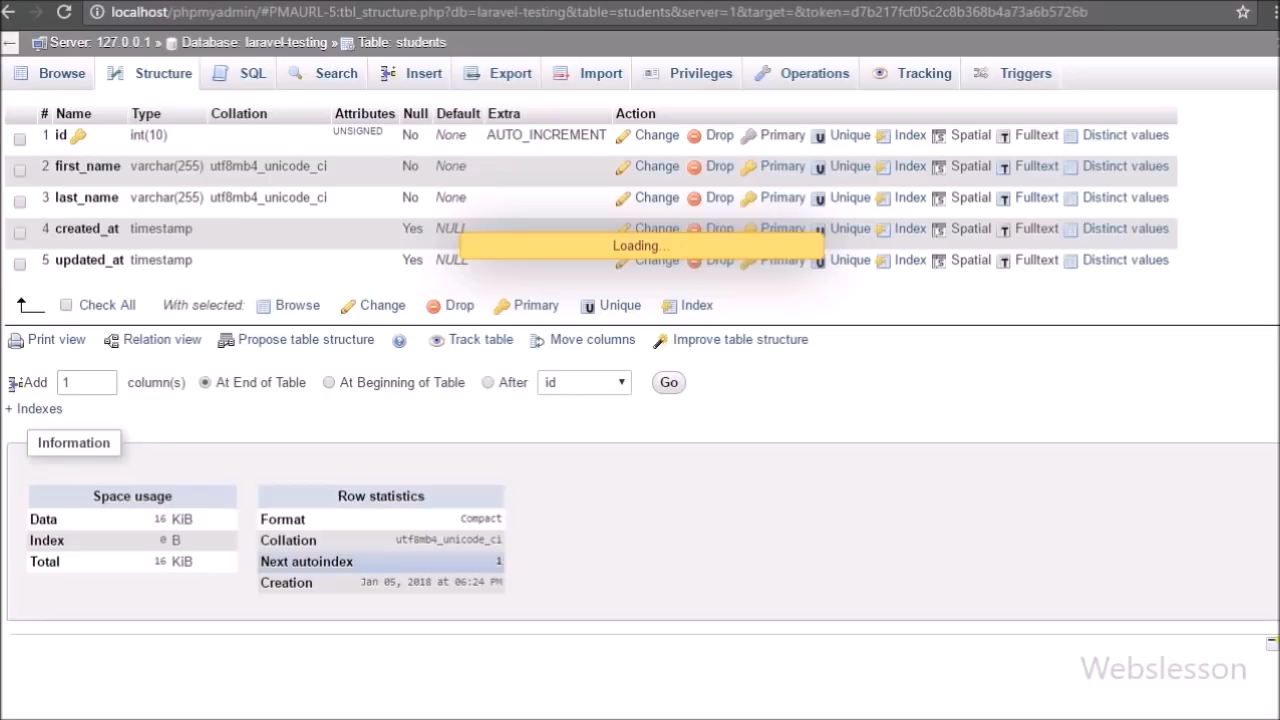 localhost/phpmyadmin/#PMAURL-5:tbl_structure.php?db=laravel-testing&table=students&server=1&target=&token=d7b217fcf05c2c8b368b4a73a6b5726b
Server: 127.0.0.1 » Database: laravel-testing » Table: students
Browse Structure SQL Search Insert Export Import Privileges Operations Tracking Triggers
# Name Type Collation Attributes Null Default Extra Action
1 id int(10) UNSIGNED No None AUTO_INCREMENT Change Drop Primary Unique Index Spatial Fulltext Distinct values
2 first_name varchar(255) utf8mb4_unicode_ci No None Change Drop Primary Unique Index Spatial Fulltext Distinct values
3 last_name varchar(255) utf8mb4_unicode_ci No None Change Drop Primary Unique Index Spatial Fulltext Distinct values
4 created_at timestamp Yes NULL Change Drop Primary Unique Index Spatial Fulltext Distinct values
Loading...
5 updated_at timestamp Yes NULL Change Drop Primary Unique Index Spatial Fulltext Distinct values
Check All With selected: Browse Change Drop Primary Unique Index
Print view Relation view Propose table structure Track table Move columns Improve table structure
Add 1 column(s) At End of Table At Beginning of Table After id Go
+ Indexes
Information
Space usage
Data 16 KiB
Index 0 B
Total 16 KiB
Row statistics
Format Compact
Collation utf8mb4_unicode_ci
Next autoindex 1
Creation Jan 05, 2018 at 06:24 PM
Webslesson